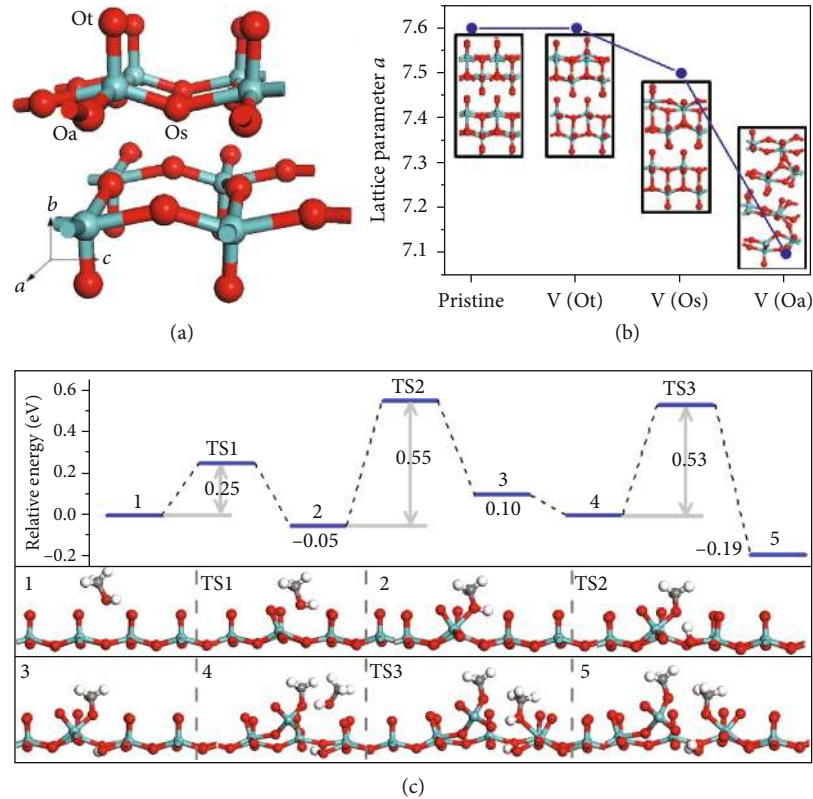 Ot
Oa
Os
b
a
c
(a)
Lattice parameter a
7.6
7.5
7.4
7.3
7.2
7.1
Pristine
V (Ot)
V (Os)
V (Oa)
(b)
Relative energy (eV)
0.6
0.4
0.2
0.0
−0.2
1
TS1
0.25
2
−0.05
TS2
0.55
3
0.10
4
TS3
0.53
−0.19
5
1
TS1
2
TS2
3
4
TS3
5
(c)